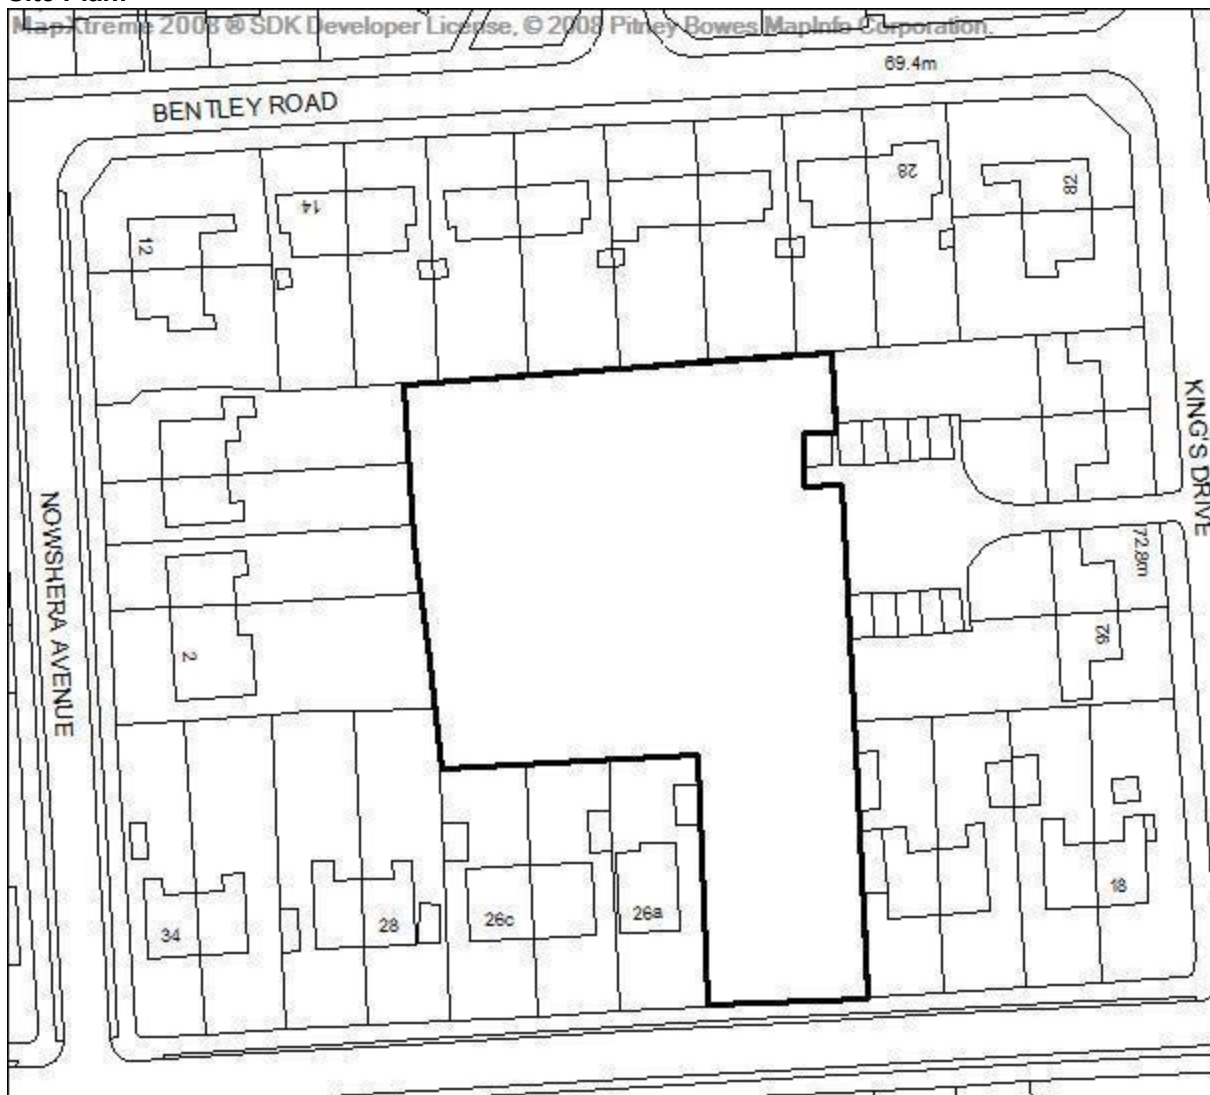 Site Plan
MapXtreme 2008 ® SDK Developer License, © 2008 Pitney Bowes MapInfo Corporation.
69.4m
BENTLEY ROAD
28
82
14
12
KING'S DRIVE
NOWSHERA AVENUE
72.8m
2
18
34
28
26c
26a